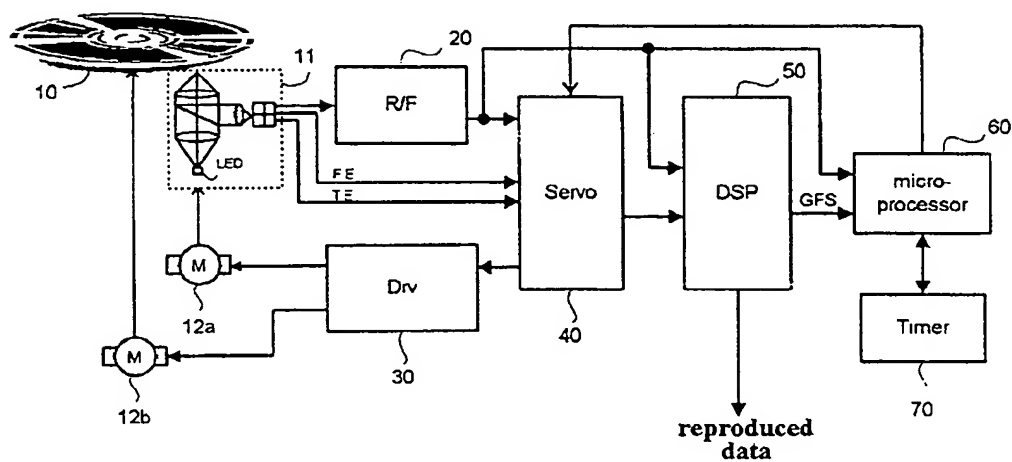 20
50
11
60
10
R/F
LED
FE
TE
Servo
DSP
GFS
micro-
processor
M
12a
Drv
30
40
Timer
70
M
12b
reproduced
data